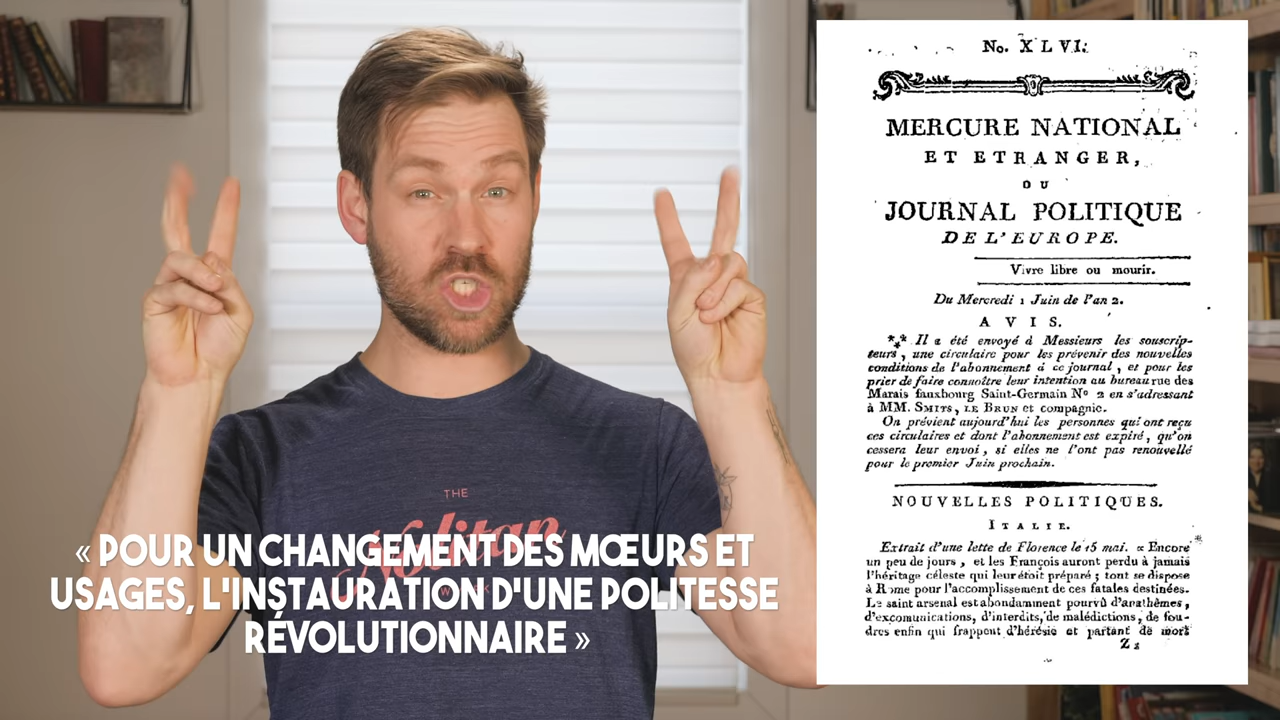 « POUR UN CHANGEMENT DES MŒURS ET
USAGES, L'INSTAURATION D'UNE POLITESSE
RÉVOLUTIONNAIRE »
THE
Nolitan
No. XLVI.
MERCURE NATIONAL
ET ETRANGER,
OU
JOURNAL POLITIQUE
DE L'EUROPE.
Vivre libre ou mourir.
Du Mercredi 1 Juin de l'an 2.
AVIS.
*** Il a été envoyé à Messieurs les souscrip-
teurs, une circulaire pour les prévenir des nouvelles
conditions de l'abonnement à ce journal, et pour les
prier de faire connoître leur intention au bureau rue des
Marais fauxbourg Saint-Germain N° 2 en s'adressant
à MM. SMITS, LE BRUN et compagnie.
On prévient aujourd'hui les personnes qui ont reçu
ces circulaires et dont l'abonnement est expiré, qu'on
cessera leur envoi, si elles ne l'ont pas renouvellé
pour le premier Juin prochain.
NOUVELLES POLITIQUES.
ITALIE.
Extrait d'une lette de Florence le 15 mai. « Encore
un peu de jours, et les François auront perdu à jamais
l'héritage céleste qui leur étoit préparé; tout se dispose
à Rome pour l'accomplissement de ces fatales destinées.
Le saint arsenal est abondamment pourvû d'anathêmes,
d'excomunications, d'interdits, de malédictions, de fou-
dres enfin qui frappent d'hérésie et partant de mort